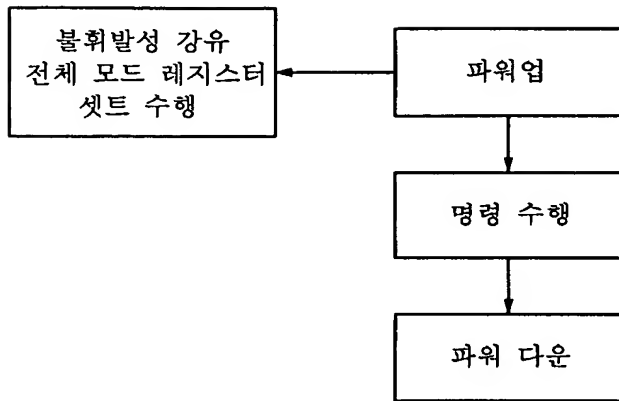 불휘발성 강유
전체 모드 레지스터
셋트 수행
파워업
명령 수행
파워 다운